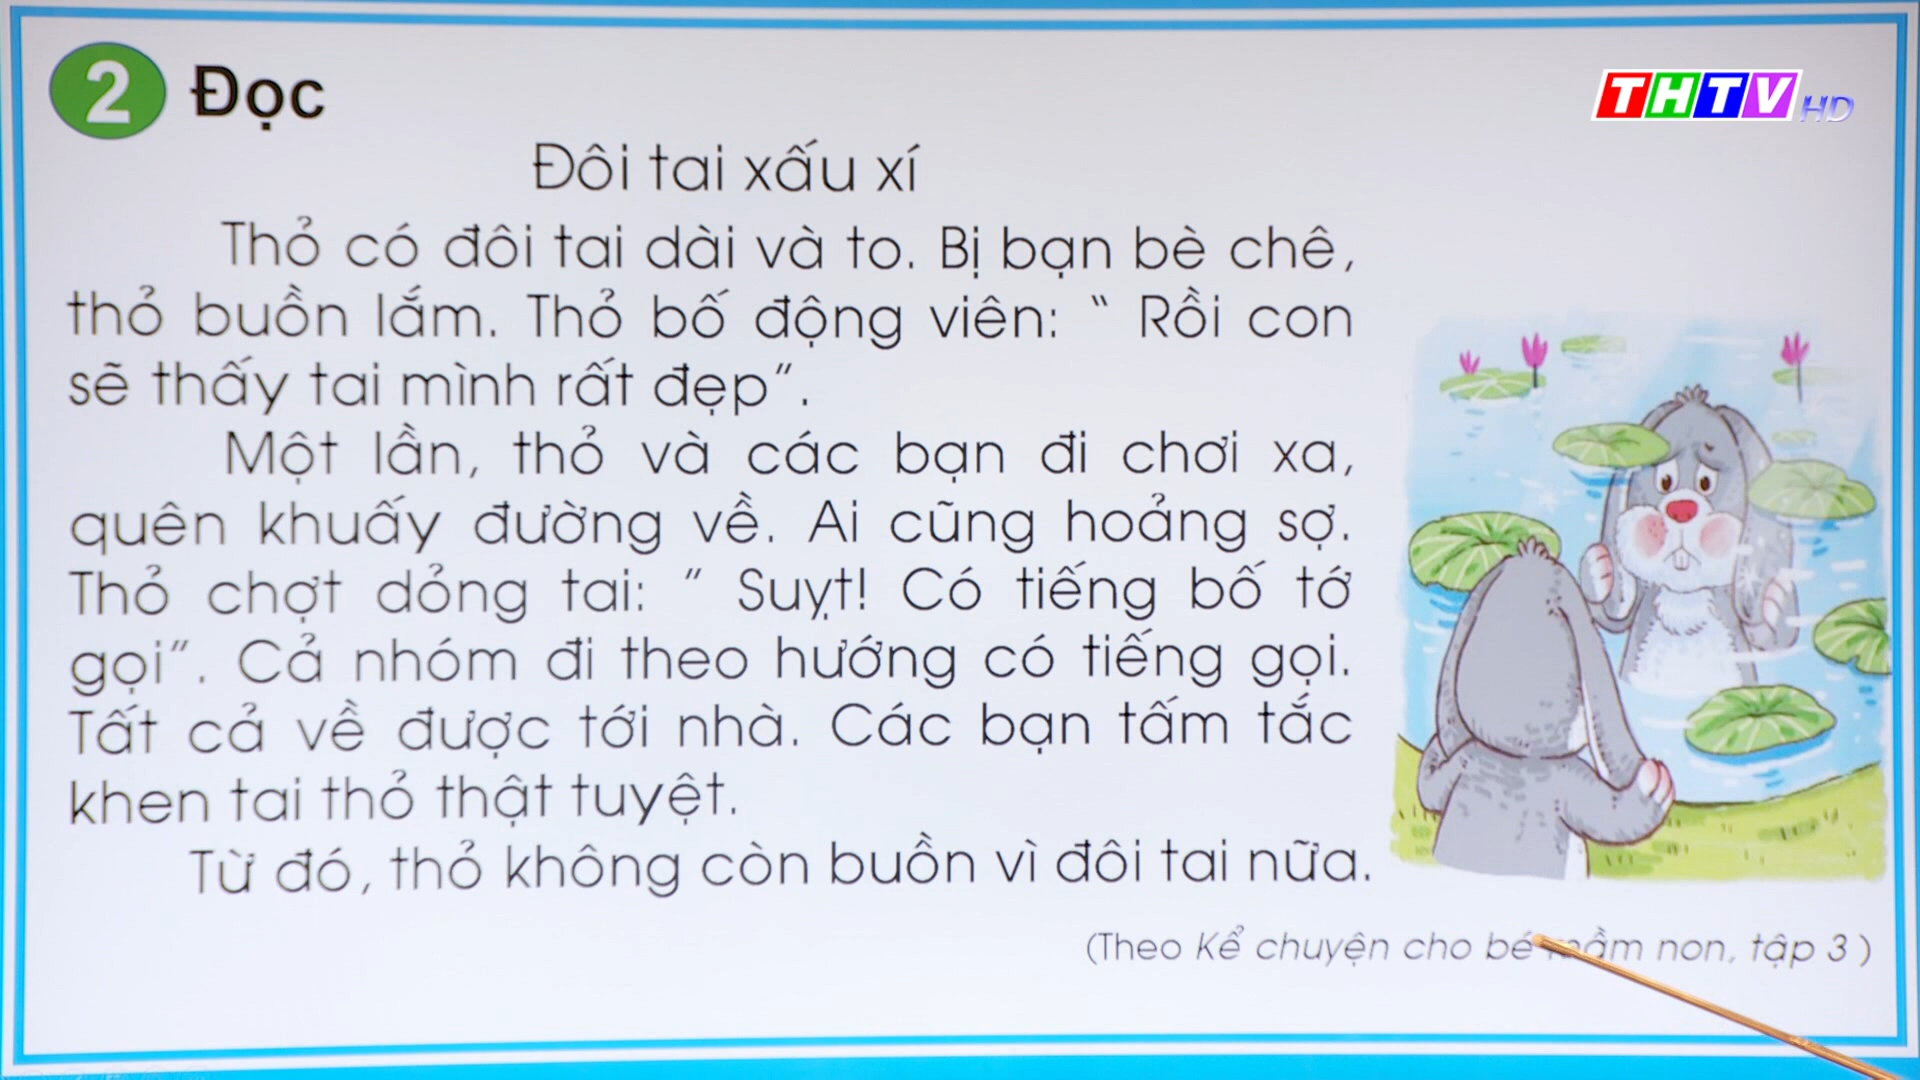 2 Đọc
THTV HD
Đôi tai xấu xí
Thỏ có đôi tai dài và to. Bị bạn bè chê,
thỏ buồn lắm. Thỏ bố động viên: “ Rồi con
sẽ thấy tai mình rất đẹp”.
Một lần, thỏ và các bạn đi chơi xa,
quên khuấy đường về. Ai cũng hoảng sợ.
Thỏ chợt dỏng tai: ” Suỵt! Có tiếng bố tớ
gọi”. Cả nhóm đi theo hướng có tiếng gọi.
Tất cả về được tới nhà. Các bạn tấm tắc
khen tai thỏ thật tuyệt.
Từ đó, thỏ không còn buồn vì đôi tai nữa.
(Theo Kể chuyện cho bé mầm non, tập 3 )